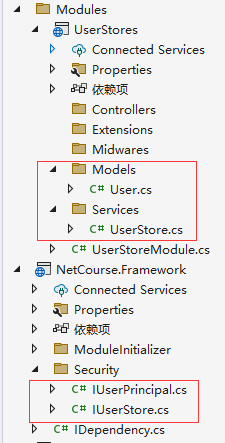 Modules
UserStores
Connected Services
Properties
依赖项
Controllers
Extensions
Midwares
Models
C# User.cs
Services
C# UserStore.cs
C# UserStoreModule.cs
NetCourse.Framework
Connected Services
Properties
依赖项
ModuleInitializer
Security
C# IUserPrincipal.cs
C# IUserStore.cs
C# IDependency.cs